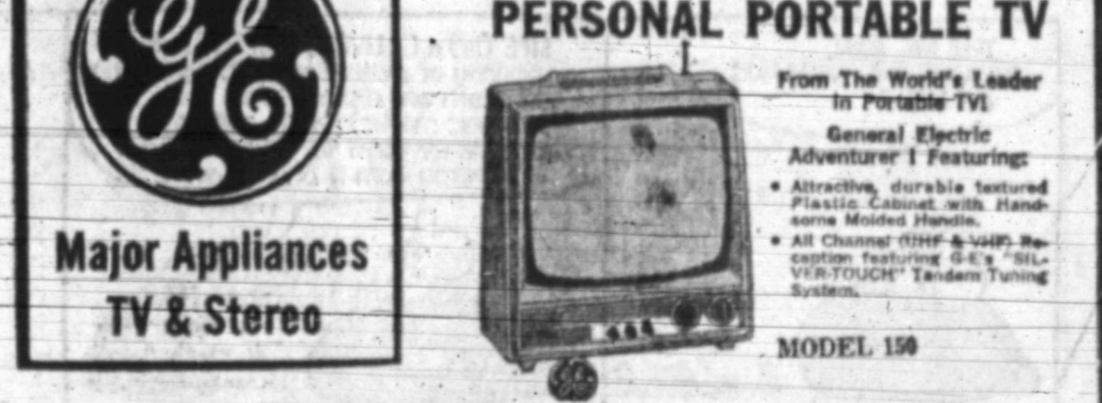 GE
Major Appliances
TV & Stereo
PERSONAL PORTABLE TV
From The World's Leader
In Portable TV!
General Electric
Adventurer I Featuring:
• Attractive, durable textured
Plastic Cabinet with Hand-
some Molded Handle.
• All Channel (UHF & VHF) Re-
ception featuring G-E's "SIL-
VER-TOUCH" Tandem Tuning
System.
MODEL 150
GE